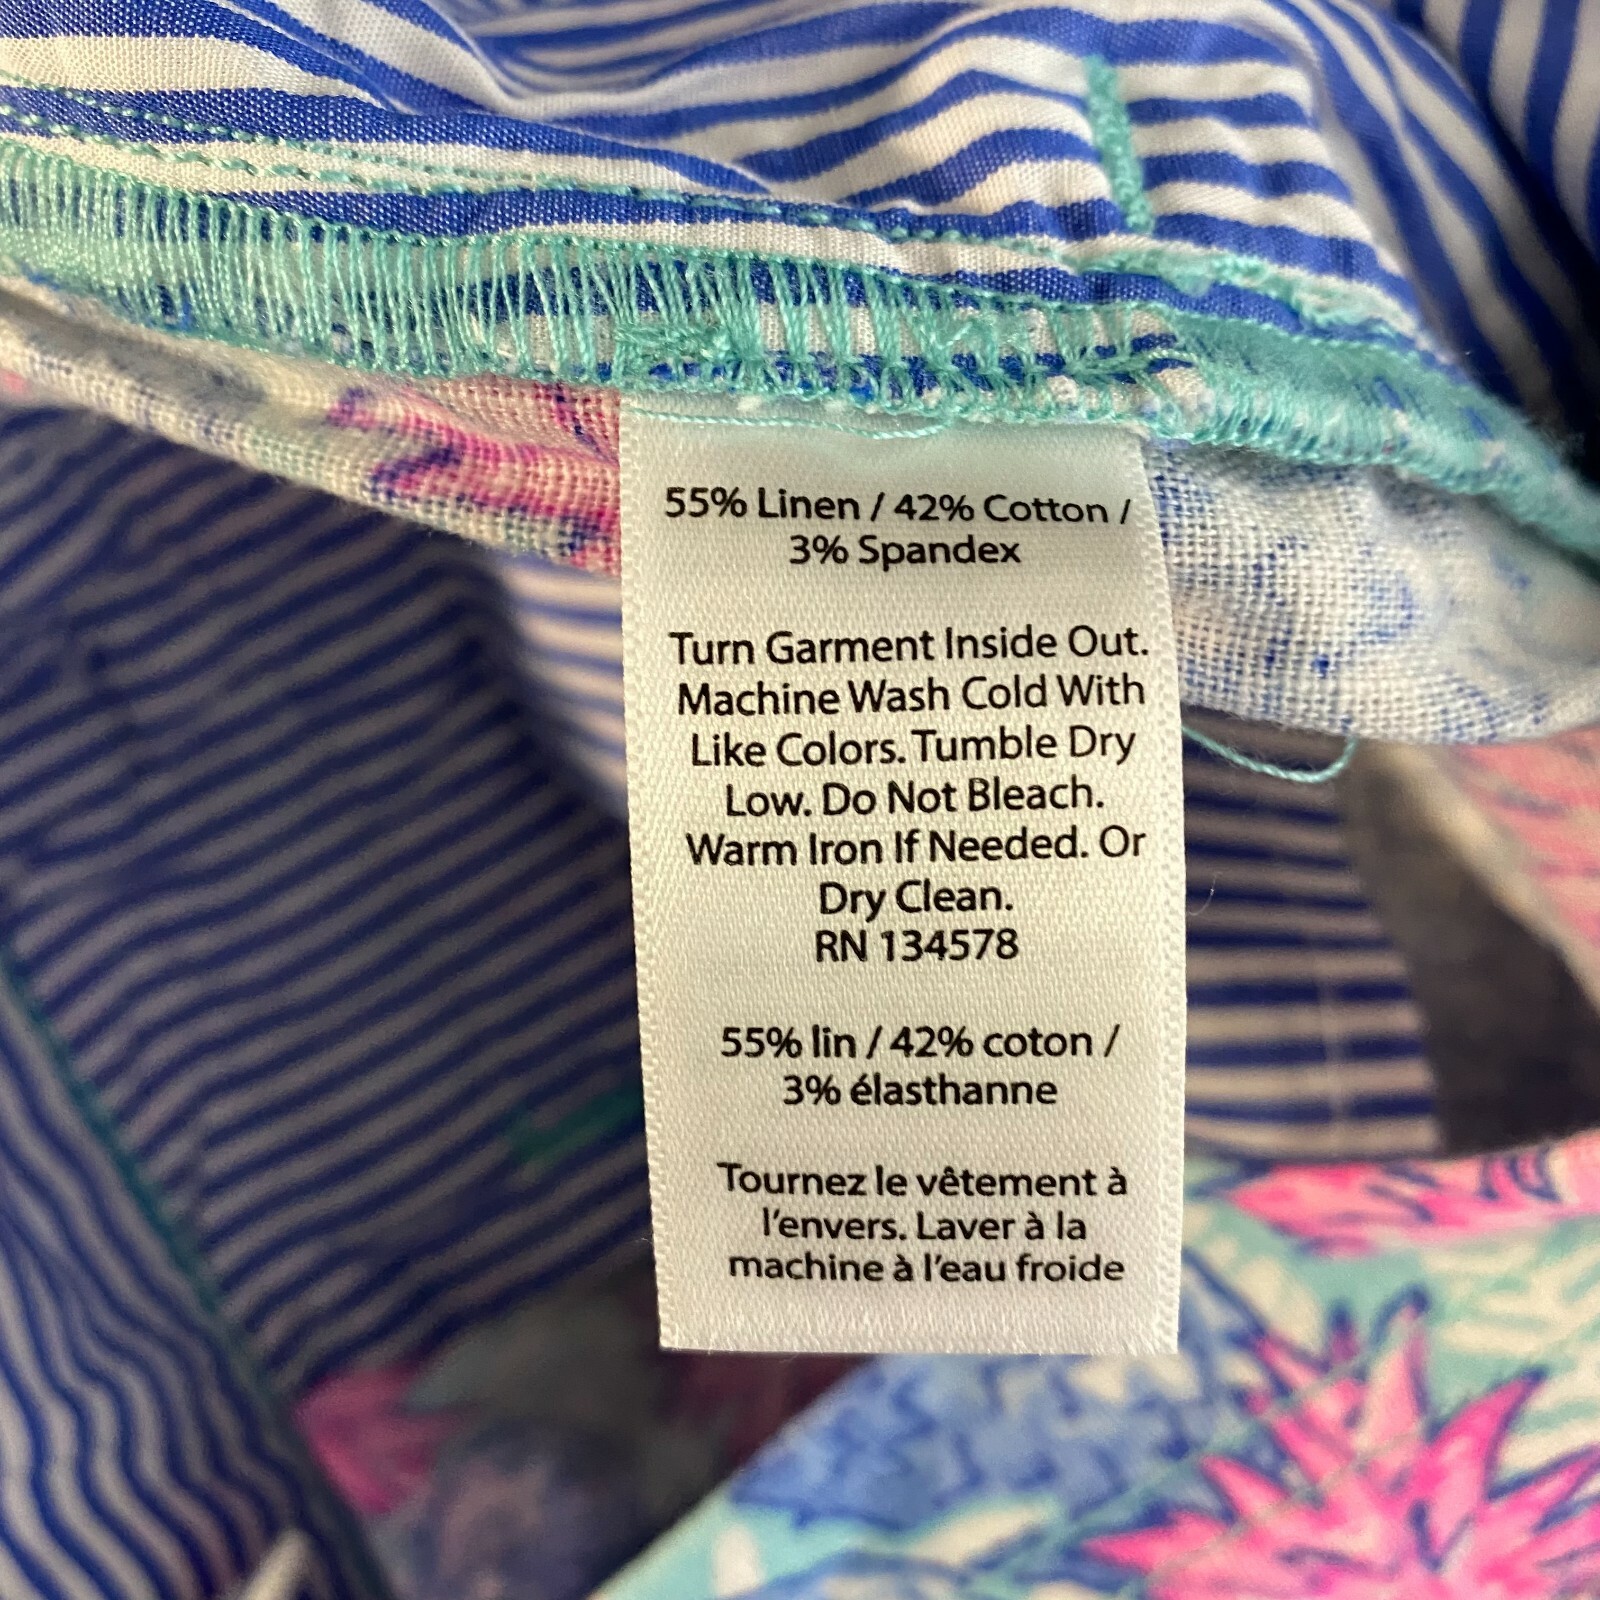 55% Linen / 42% Cotton /
3% Spandex
Turn Garment Inside Out.
Machine Wash Cold With
Like Colors. Tumble Dry
Low. Do Not Bleach.
Warm Iron If Needed. Or
Dry Clean.
RN 134578
55% lin / 42% coton /
3% élasthanne
Tournez le vêtement à
l'envers. Laver à la
machine à l'eau froide